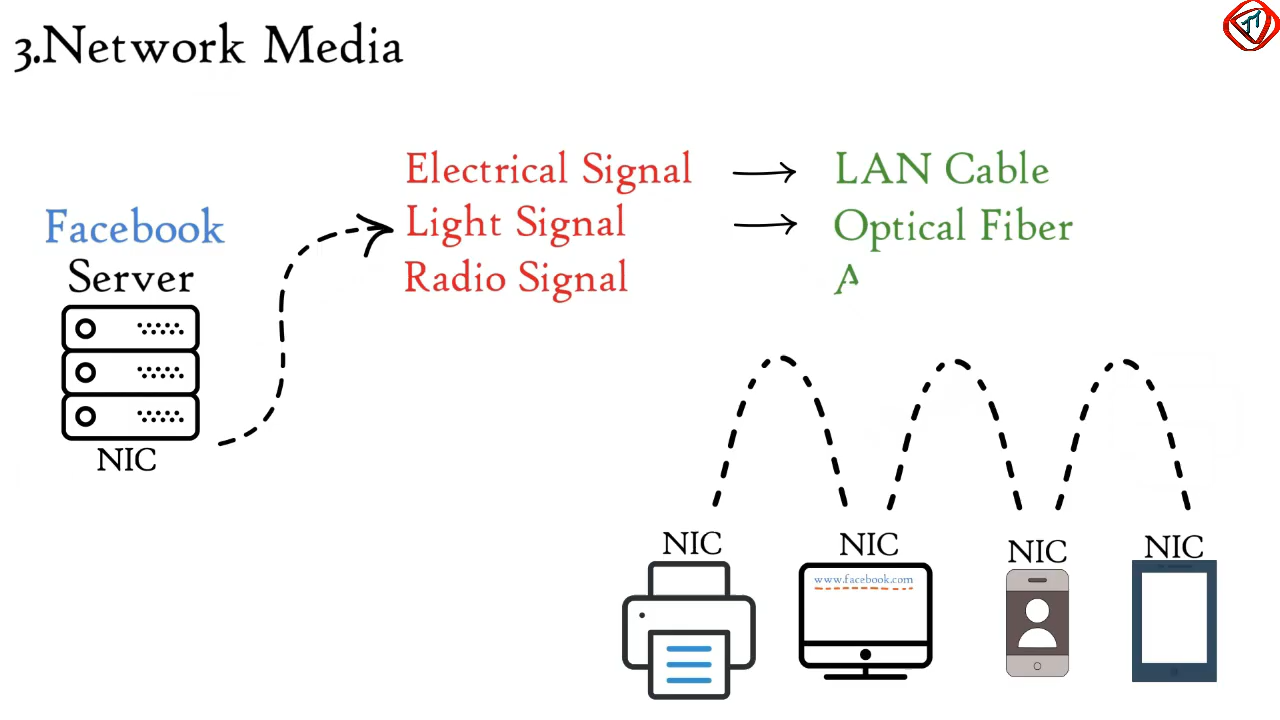 3.Network Media
Electrical Signal → LAN Cable
Facebook
Light Signal → Optical Fiber
Server
Radio Signal A
NIC
NIC
NIC
NIC
NIC
www.facebook.com